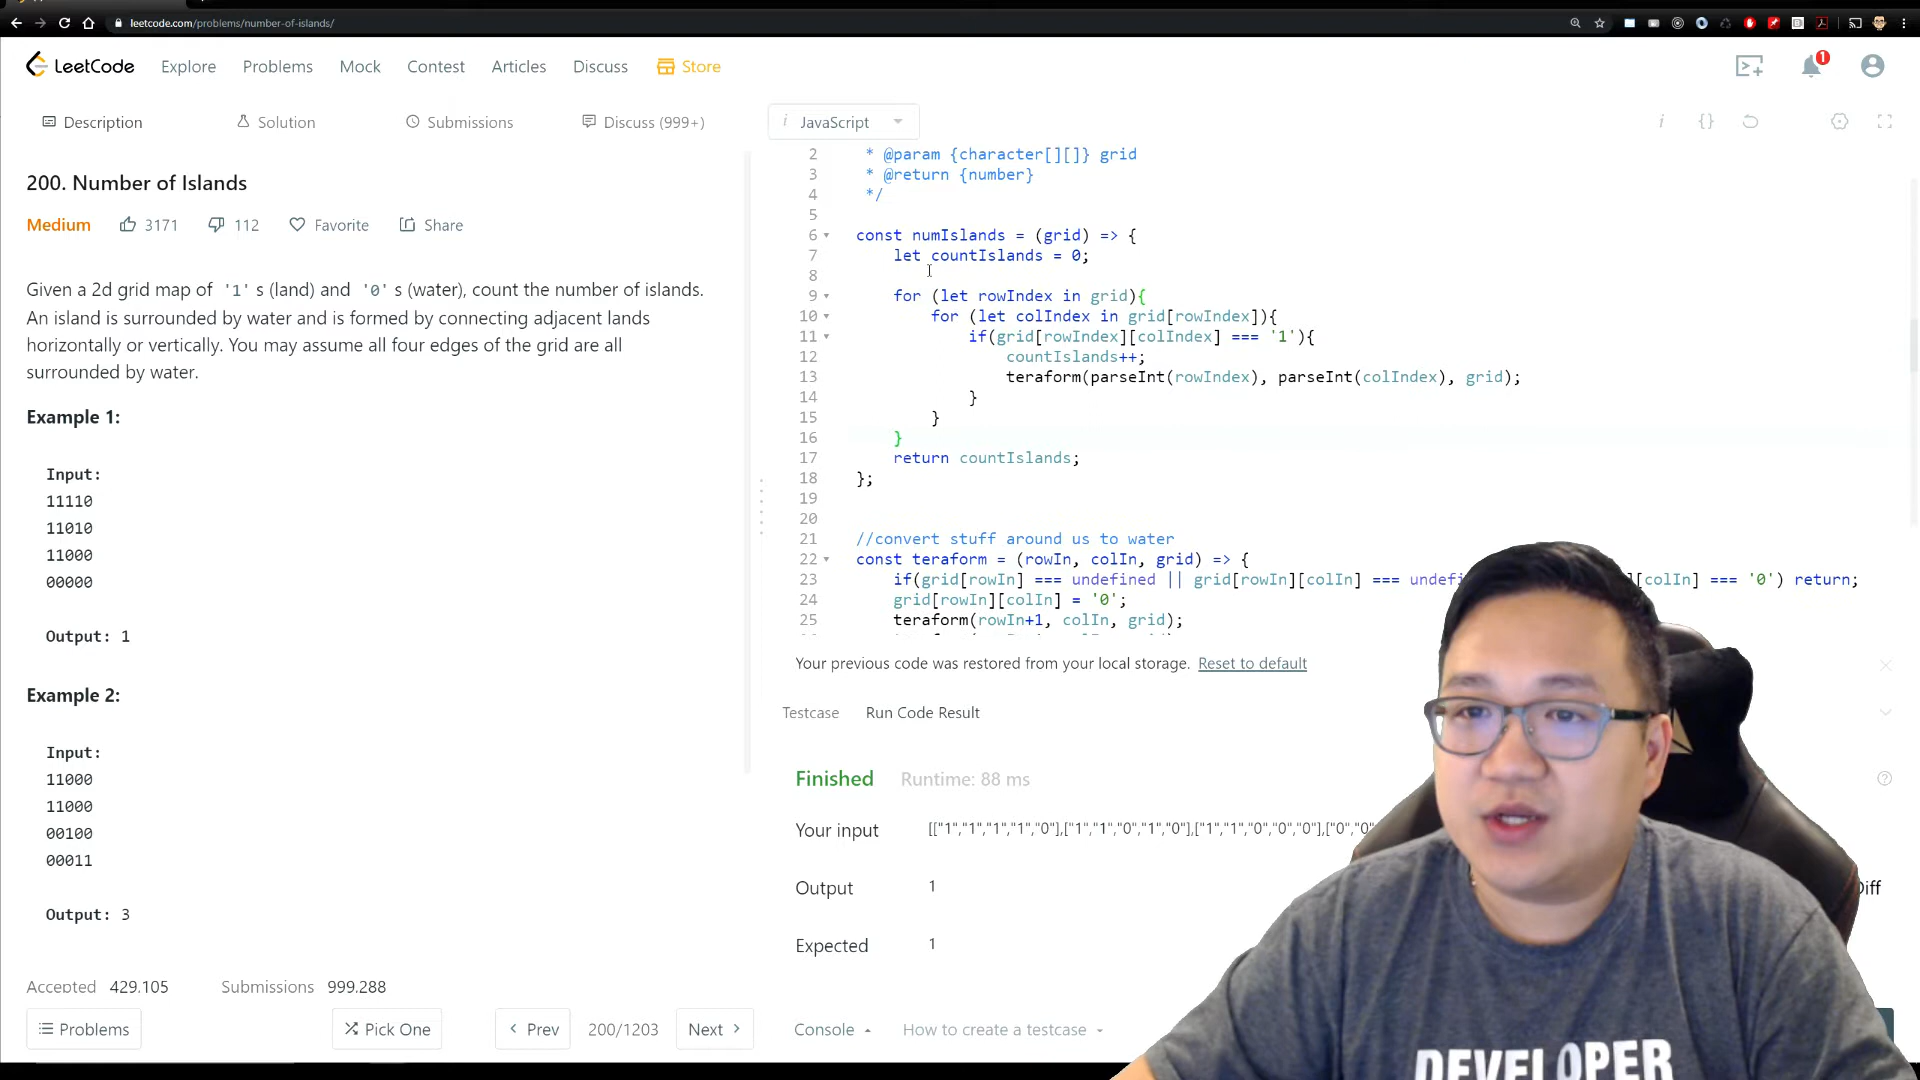 leetcode.com/problems/number-of-islands/
LeetCode Explore Problems Mock Contest Articles Discuss Store 1
Description Solution Submissions Discuss (999+)
200. Number of Islands
Medium 3171 112 Favorite Share
Given a 2d grid map of '1' s (land) and '0' s (water), count the number of islands.
An island is surrounded by water and is formed by connecting adjacent lands
horizontally or vertically. You may assume all four edges of the grid are all
surrounded by water.
Example 1:
Input:
11110
11010
11000
00000
Output: 1
Example 2:
Input:
11000
11000
00100
00011
Output: 3
Accepted 429,105 Submissions 999,288
Problems Pick One Prev 200/1203 Next
i JavaScript i {}
2 * @param {character[][]} grid
3 * @return {number}
4 */
5
6 const numIslands = (grid) => {
7 let countIslands = 0;
8
9 for (let rowIndex in grid){
10 for (let colIndex in grid[rowIndex]){
11 if(grid[rowIndex][colIndex] === '1'){
12 countIslands++;
13 teraform(parseInt(rowIndex), parseInt(colIndex), grid);
14 }
15 }
16 }
17 return countIslands;
18 };
19
20
21 //convert stuff around us to water
22 const teraform = (rowIn, colIn, grid) => {
23 if(grid[rowIn] === undefined || grid[rowIn][colIn] === undefi [colIn] === '0') return;
24 grid[rowIn][colIn] = '0';
25 teraform(rowIn+1, colIn, grid);
Your previous code was restored from your local storage. Reset to default
Testcase Run Code Result
Finished Runtime: 88 ms
Your input [["1","1","1","1","0"],["1","1","0","1","0"],["1","1","0","0","0"],["0","0"
Output 1 Diff
Expected 1
Console How to create a testcase
DEVELOPER